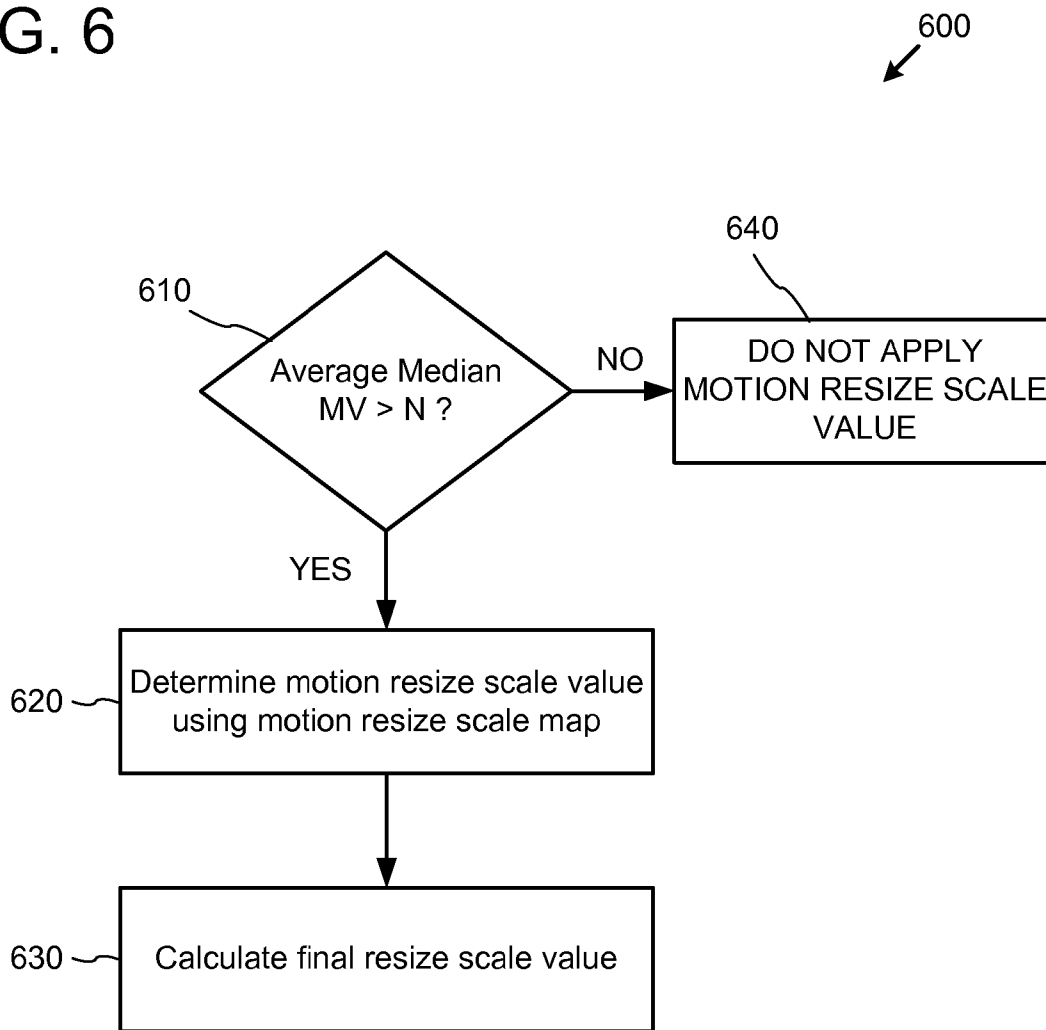 G. 6
600
640
610
Average Median
MV > N ?
NO
DO NOT APPLY
MOTION RESIZE SCALE
VALUE
YES
620
Determine motion resize scale value
using motion resize scale map
630
Calculate final resize scale value